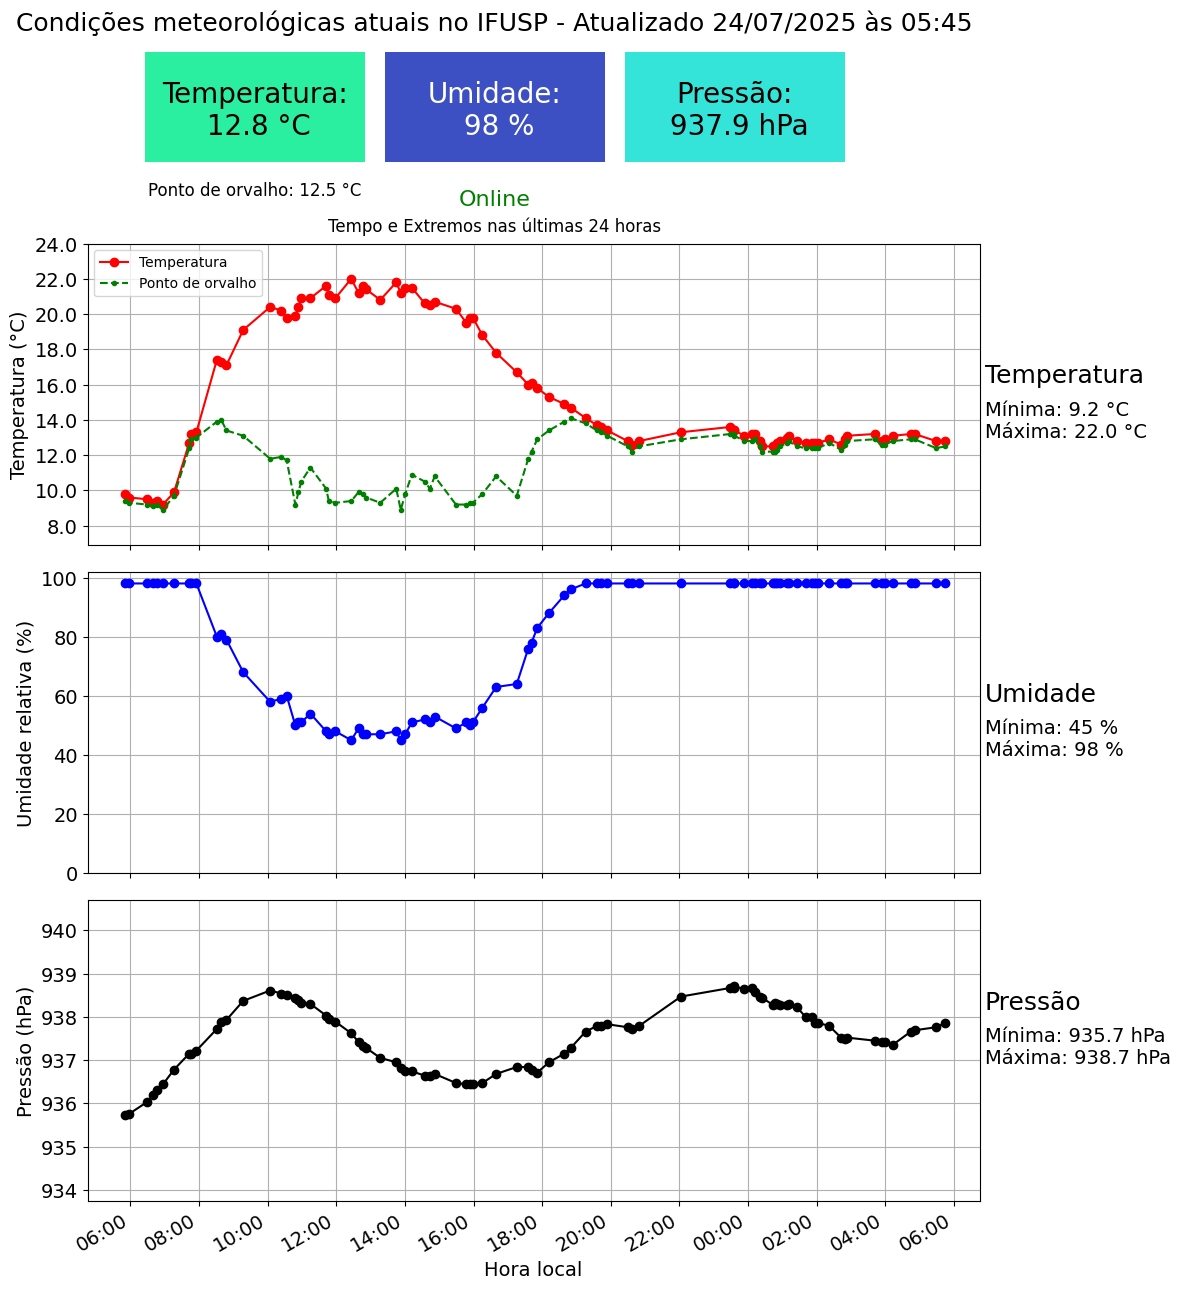 Condições meteorológicas atuais no IFUSP - Atualizado 24/07/2025 às 05:45
Temperatura:
12.8 °C
Umidade:
98 %
Pressão:
937.9 hPa
Ponto de orvalho: 12.5 °C
Online
Tempo e Extremos nas últimas 24 horas
Temperatura
Ponto de orvalho
24.0
22.0
20.0
18.0
16.0
14.0
12.0
10.0
8.0
Temperatura (°C)
Temperatura
Mínima: 9.2 °C
Máxima: 22.0 °C
100
80
60
40
20
0
Umidade relativa (%)
Umidade
Mínima: 45 %
Máxima: 98 %
940
939
938
937
936
935
934
Pressão (hPa)
Pressão
Mínima: 935.7 hPa
Máxima: 938.7 hPa
06:00
08:00
10:00
12:00
14:00
16:00
18:00
20:00
22:00
00:00
02:00
04:00
06:00
Hora local